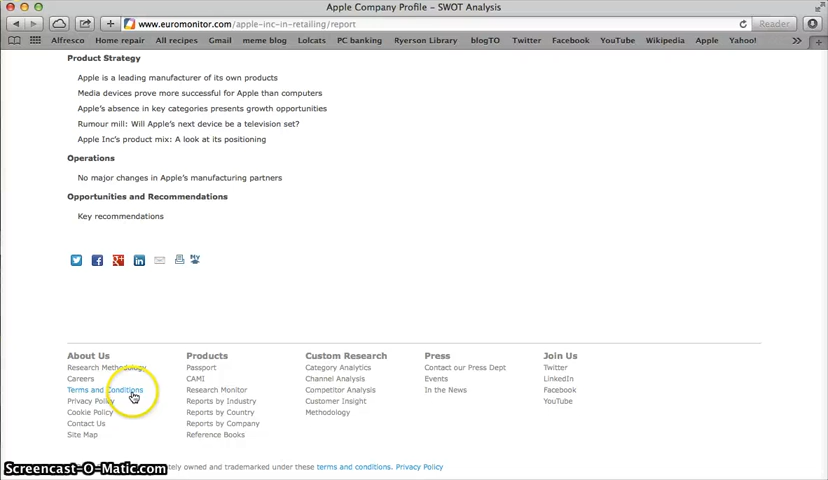 Apple Company Profile – SWOT Analysis
www.euromonitor.com/apple-inc-in-retailing/report
Reader
Alfresco Home repair All recipes Gmail meme blog Lolcats PC banking Ryerson Library blogTO Twitter Facebook YouTube Wikipedia Apple Yahoo!
Product Strategy
Apple is a leading manufacturer of its own products
Media devices prove more successful for Apple than computers
Apple's absence in key categories presents growth opportunities
Rumour mill: Will Apple's next device be a television set?
Apple Inc's product mix: A look at its positioning
Operations
No major changes in Apple's manufacturing partners
Opportunities and Recommendations
Key recommendations
About Us Products Custom Research Press Join Us
Research Methodology Passport Category Analytics Contact our Press Dept Twitter
Careers CAMI Channel Analysis Events LinkedIn
Terms and Conditions Research Monitor Competitor Analysis In the News Facebook
Privacy Policy Reports by Industry Customer Insight YouTube
Cookie Policy Reports by Country Methodology
Contact Us Reports by Company
Site Map Reference Books
Screencast-O-Matic.com
owned and trademarked under these terms and conditions. Privacy Policy